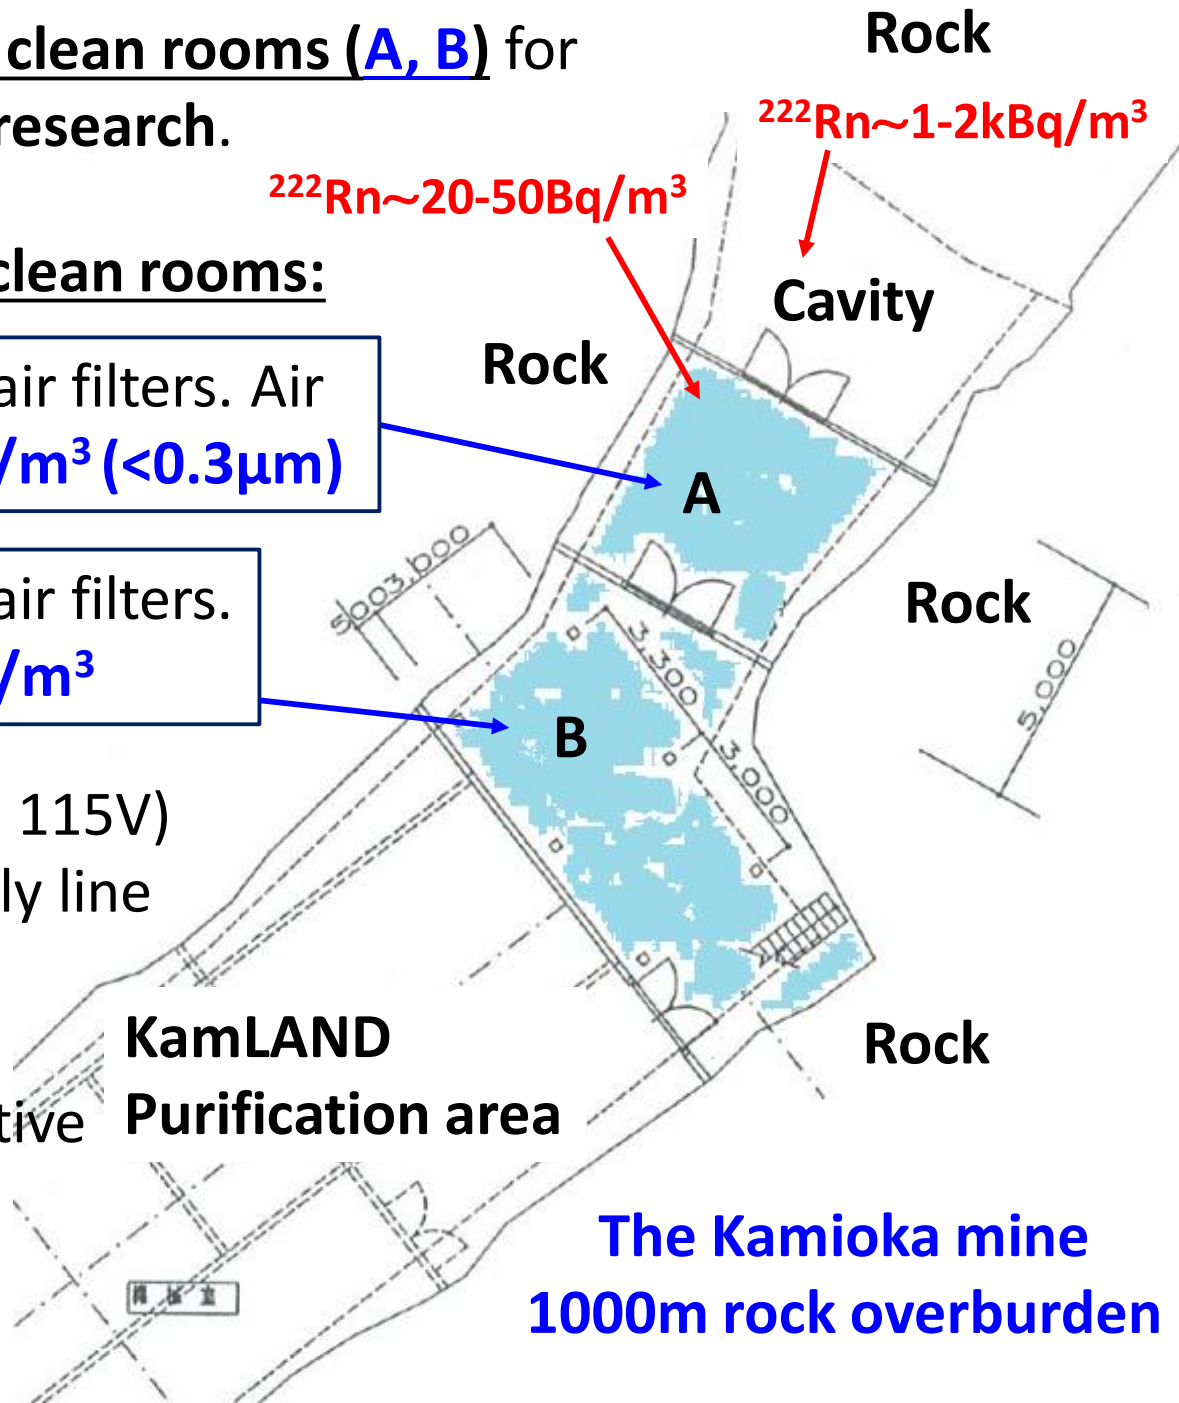 clean rooms (A, B) for
research.
Rock
²²²Rn~1-2kBq/m³
²²²Rn~20-50Bq/m³
clean rooms:
Cavity
Rock
air filters. Air
/m³ (<0.3µm)
A
air filters.
/m³
Rock
3,300
5,000
B
3,000
115V)
ly line
KamLAND
Purification area
Rock
tive
The Kamioka mine
1000m rock overburden